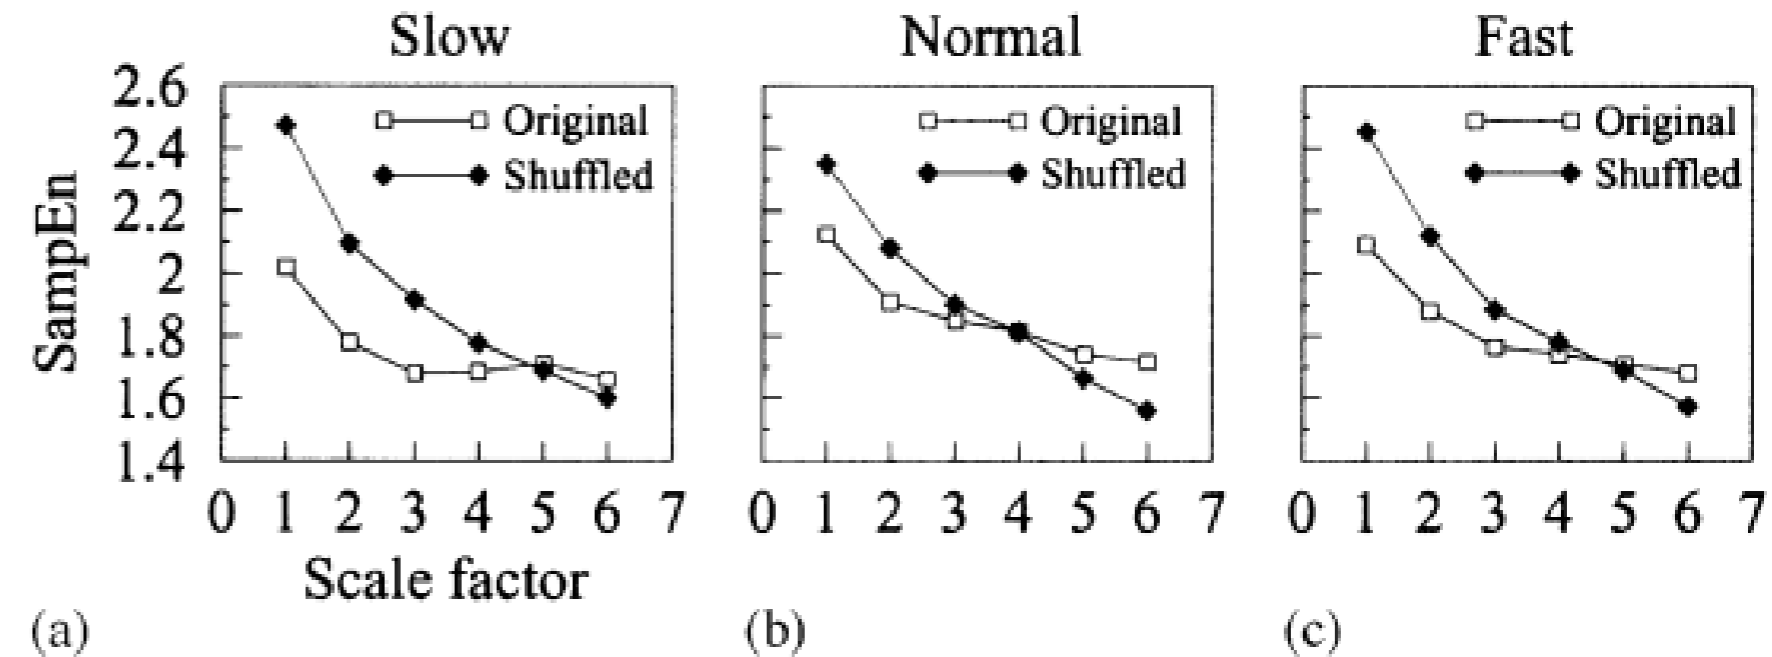 Slow Normal Fast
2.6
2.4
2.2
2
1.8
1.6
1.4
SampEn
Original
Shuffled
Original
Shuffled
Original
Shuffled
0 1 2 3 4 5 6 7
0 1 2 3 4 5 6 7
0 1 2 3 4 5 6 7
Scale factor
(a) (b) (c)